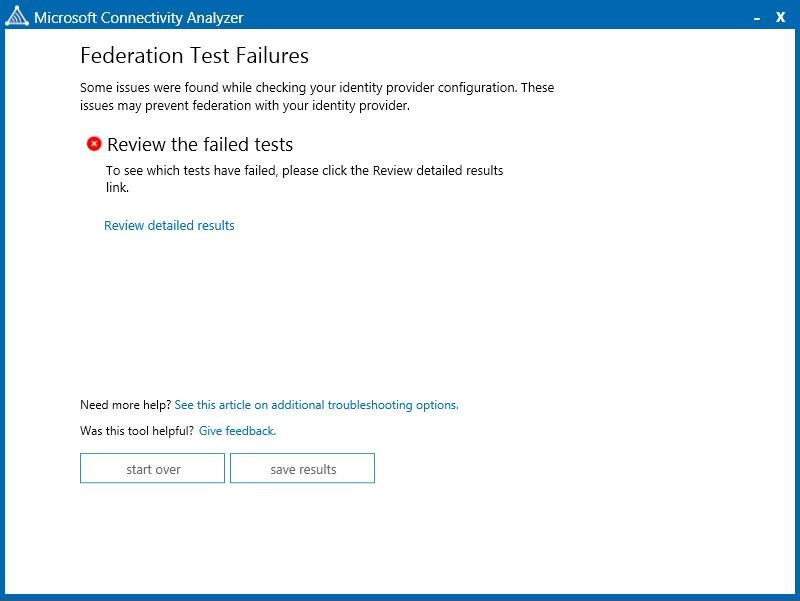 Microsoft Connectivity Analyzer
- X
Federation Test Failures
Some issues were found while checking your identity provider configuration. These
issues may prevent federation with your identity provider.
Review the failed tests
To see which tests have failed, please click the Review detailed results
link.
Review detailed results
Need more help? See this article on additional troubleshooting options.
Was this tool helpful? Give feedback.
start over save results